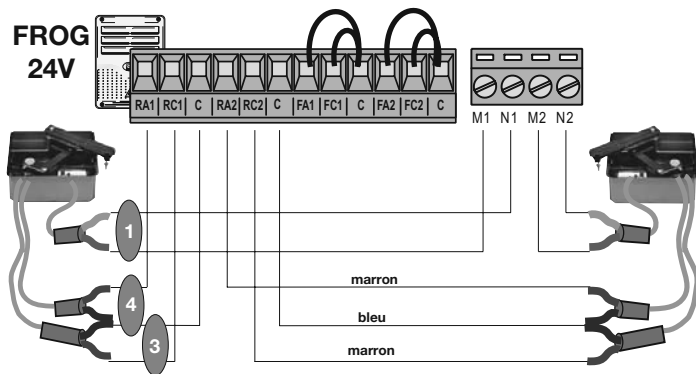 FROG
24V
RA1 RC1 C RA2 RC2 C FA1 FC1 C FA2 FC2 C
M1 N1 M2 N2
1
marron
4
bleu
3
marron